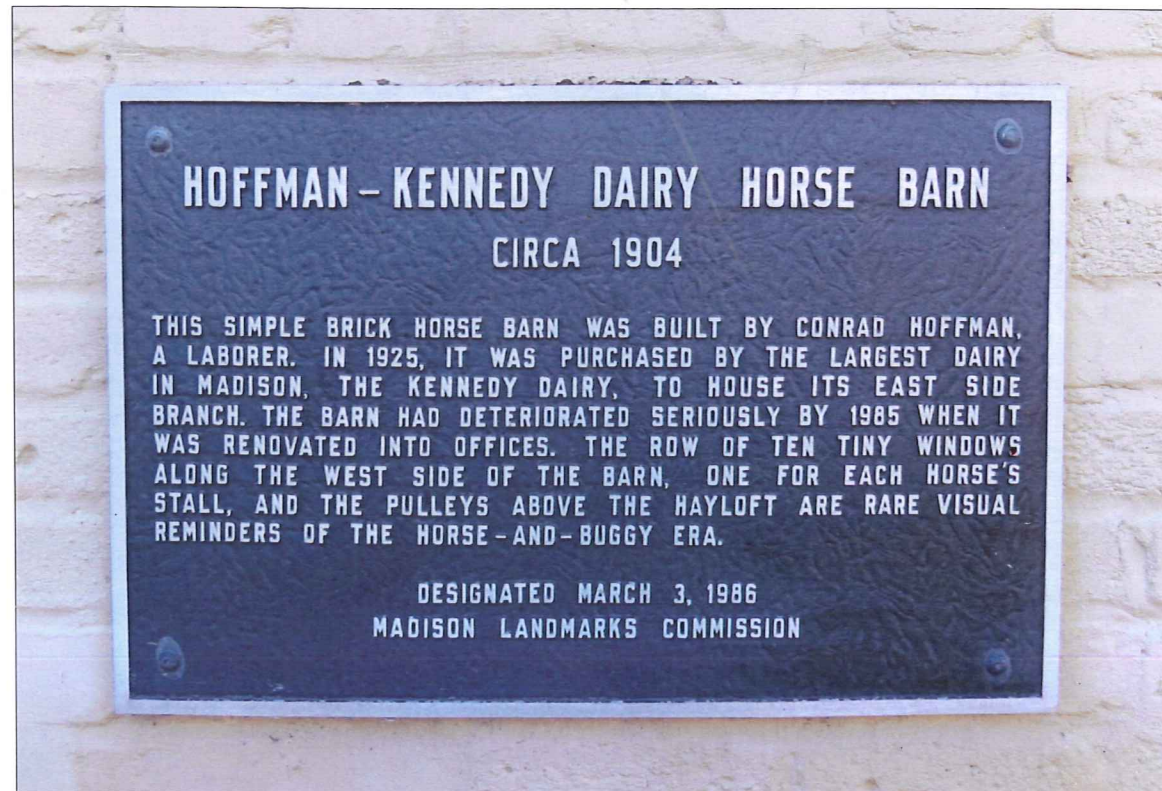 HOFFMAN – KENNEDY DAIRY HORSE BARN
CIRCA 1904
THIS SIMPLE BRICK HORSE BARN WAS BUILT BY CONRAD HOFFMAN,
A LABORER. IN 1925, IT WAS PURCHASED BY THE LARGEST DAIRY
IN MADISON, THE KENNEDY DAIRY, TO HOUSE ITS EAST SIDE
BRANCH. THE BARN HAD DETERIORATED SERIOUSLY BY 1985 WHEN IT
WAS RENOVATED INTO OFFICES. THE ROW OF TEN TINY WINDOWS
ALONG THE WEST SIDE OF THE BARN, ONE FOR EACH HORSE'S
STALL, AND THE PULLEYS ABOVE THE HAYLOFT ARE RARE VISUAL
REMINDERS OF THE HORSE-AND-BUGGY ERA.
DESIGNATED MARCH 3, 1986
MADISON LANDMARKS COMMISSION